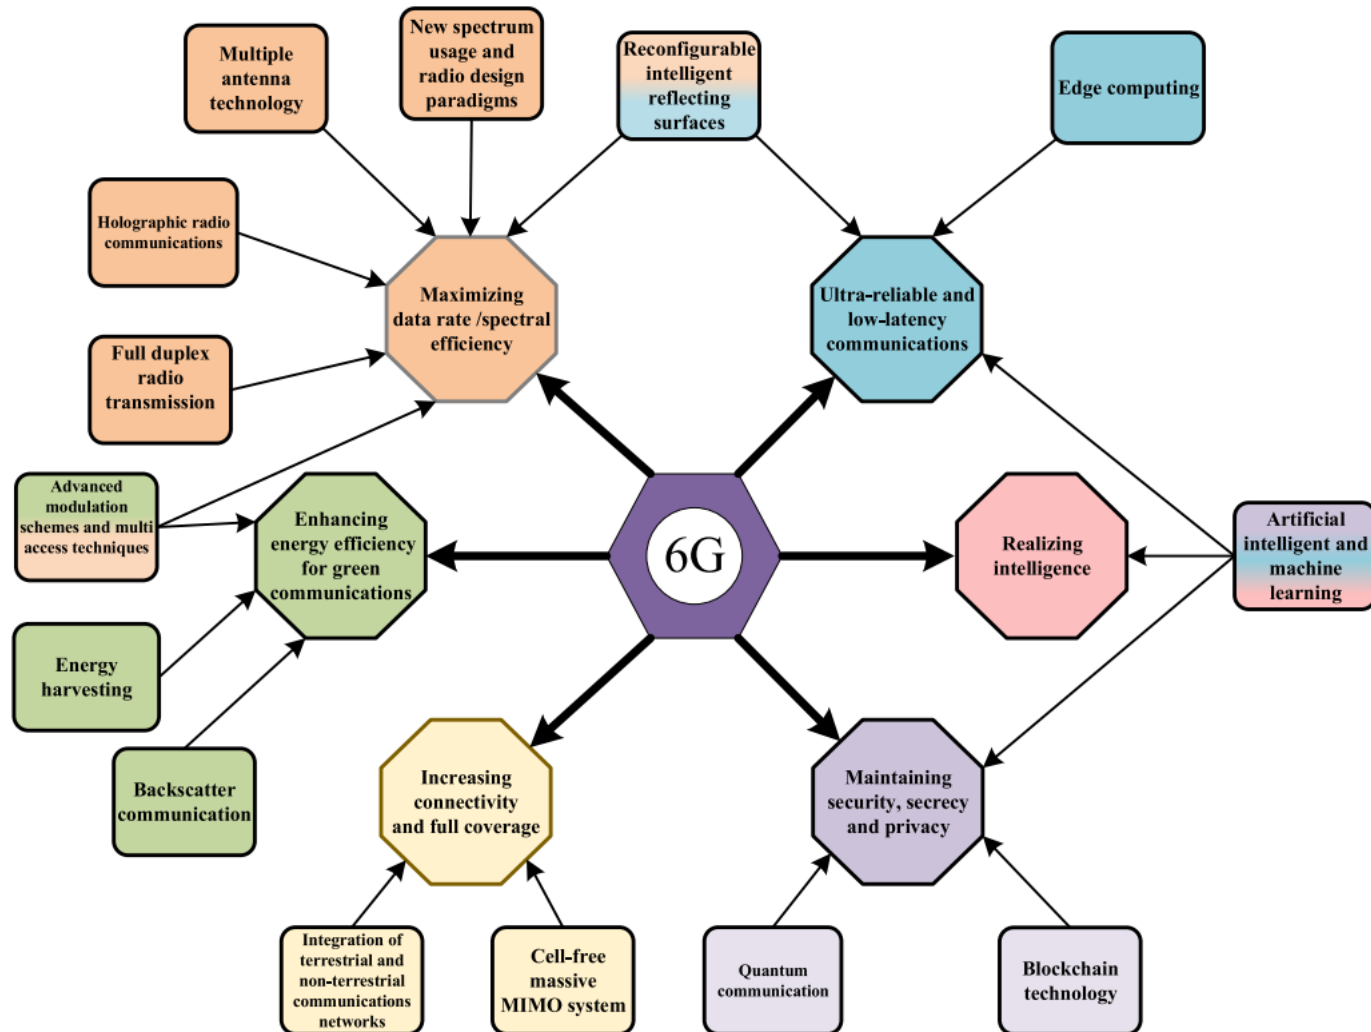 Multiple
antenna
technology
New spectrum
usage and
radio design
paradigms
Reconfigurable
intelligent
reflecting
surfaces
Edge computing
Holographic radio
communications
Maximizing
data rate /spectral
efficiency
Ultra-reliable and
low-latency
communications
Full duplex
radio
transmission
Advanced
modulation
schemes and multi
access techniques
Enhancing
energy efficiency
for green
communications
6G
Realizing
intelligence
Artificial
intelligent and
machine
learning
Energy
harvesting
Backscatter
communication
Increasing
connectivity
and full coverage
Maintaining
security, secrecy
and privacy
Integration of
terrestrial and
non-terrestrial
communications
networks
Cell-free
massive
MIMO system
Quantum
communication
Blockchain
technology